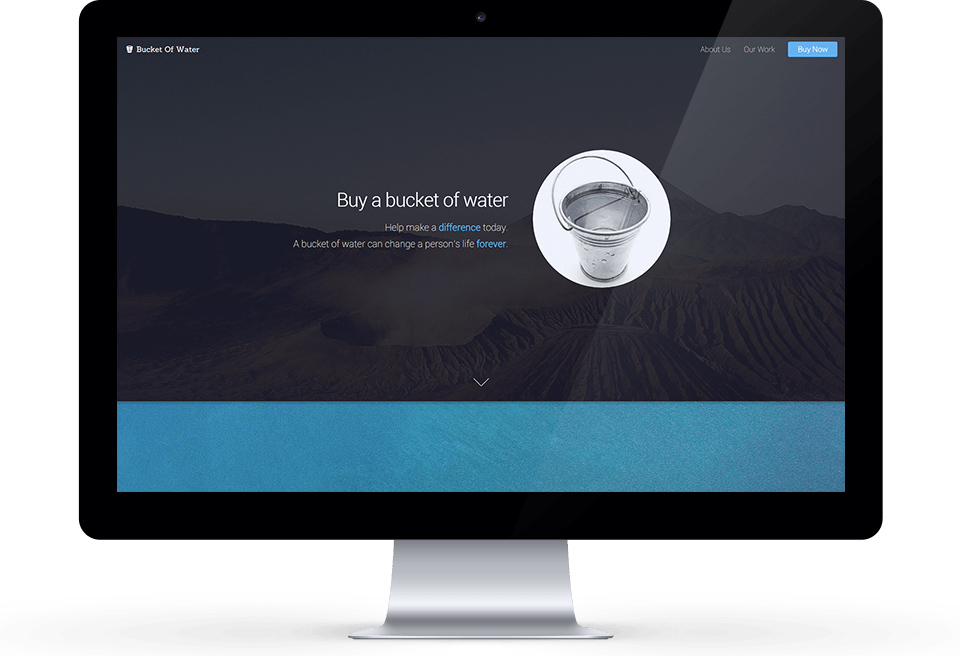 Bucket Of Water
About Us Our Work Buy Now
Buy a bucket of water
Help make a difference today.
A bucket of water can change a person's life forever.